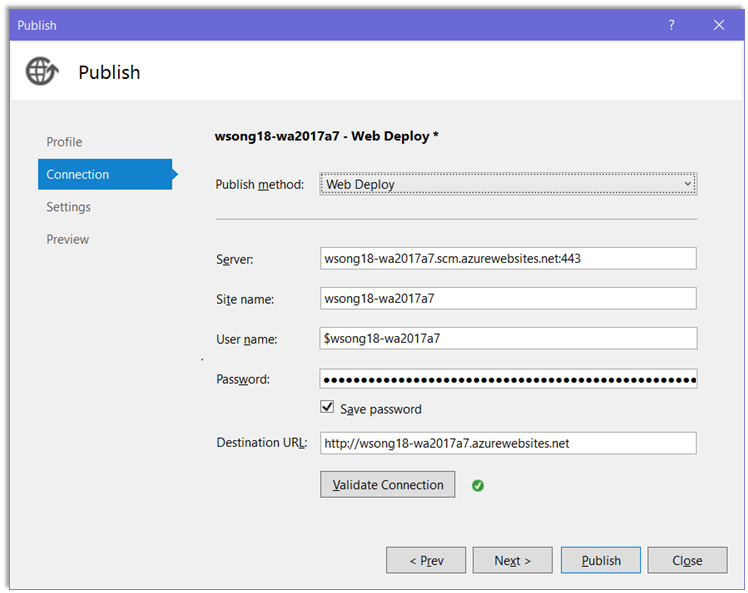 Publish ? ✕
Publish
Profile
Connection
Settings
Preview
wsong18-wa2017a7 - Web Deploy *
Publish method: Web Deploy
Server: wsong18-wa2017a7.scm.azurewebsites.net:443
Site name: wsong18-wa2017a7
User name: $wsong18-wa2017a7
Password: ●●●●●●●●●●●●●●●●●●●●●●●●●●●●●●●●●●●●●●●●●●●●●●●●●●
Save password
Destination URL: http://wsong18-wa2017a7.azurewebsites.net
Validate Connection
< Prev Next > Publish Close